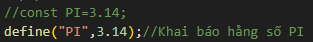 //const PI=3.14;
define("PI",3.14);//Khai báo hằng số PI